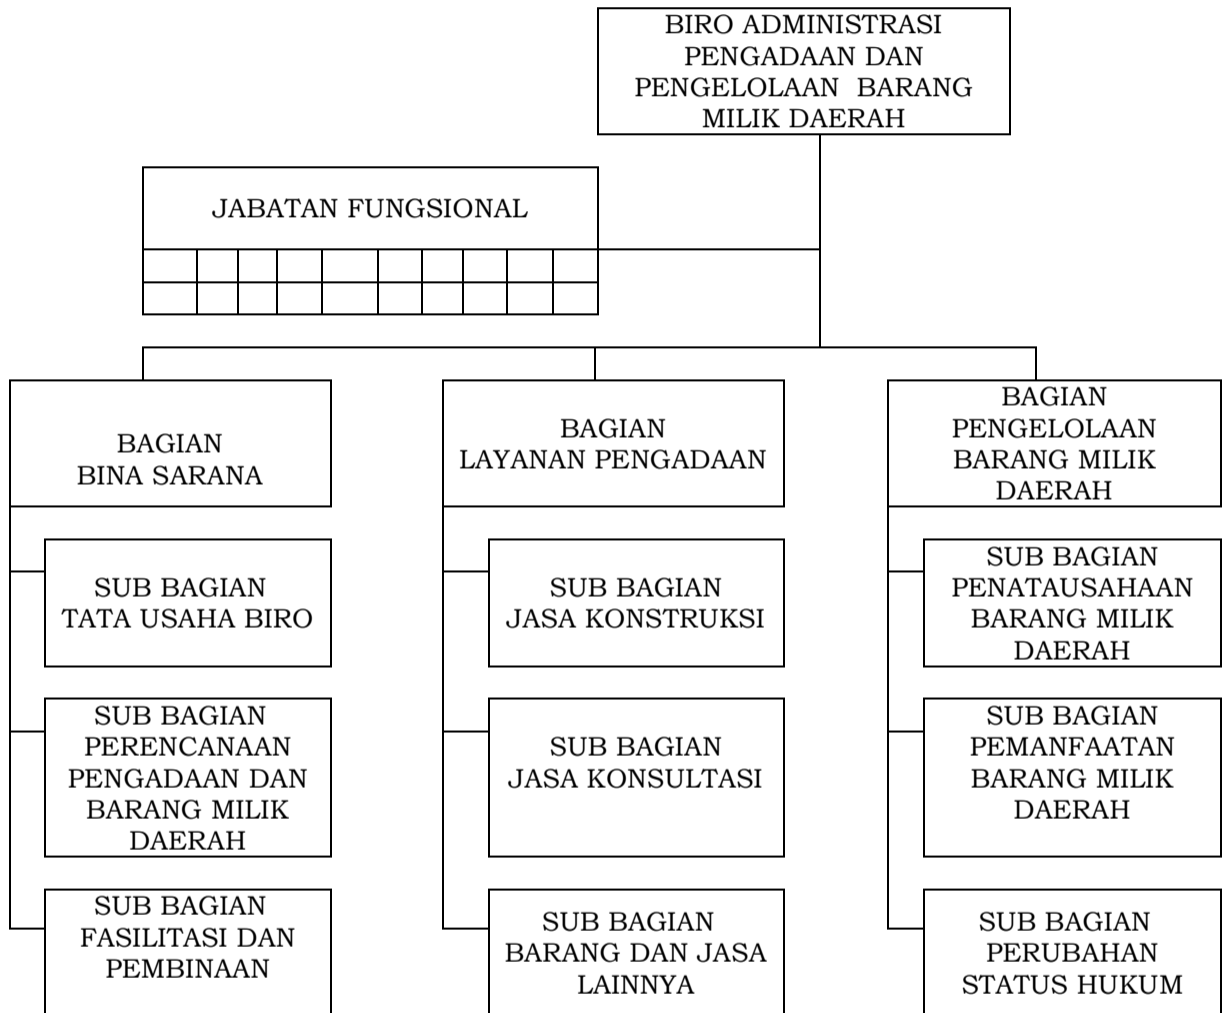 BIRO ADMINISTRASI
PENGADAAN DAN
PENGELOLAAN BARANG
MILIK DAERAH
JABATAN FUNGSIONAL
BAGIAN
BINA SARANA
BAGIAN
LAYANAN PENGADAAN
BAGIAN
PENGELOLAAN
BARANG MILIK
DAERAH
SUB BAGIAN
TATA USAHA BIRO
SUB BAGIAN
JASA KONSTRUKSI
SUB BAGIAN
PENATAUSAHAAN
BARANG MILIK
DAERAH
SUB BAGIAN
PERENCANAAN
PENGADAAN DAN
BARANG MILIK
DAERAH
SUB BAGIAN
JASA KONSULTASI
SUB BAGIAN
PEMANFAATAN
BARANG MILIK
DAERAH
SUB BAGIAN
FASILITASI DAN
PEMBINAAN
SUB BAGIAN
BARANG DAN JASA
LAINNYA
SUB BAGIAN
PERUBAHAN
STATUS HUKUM